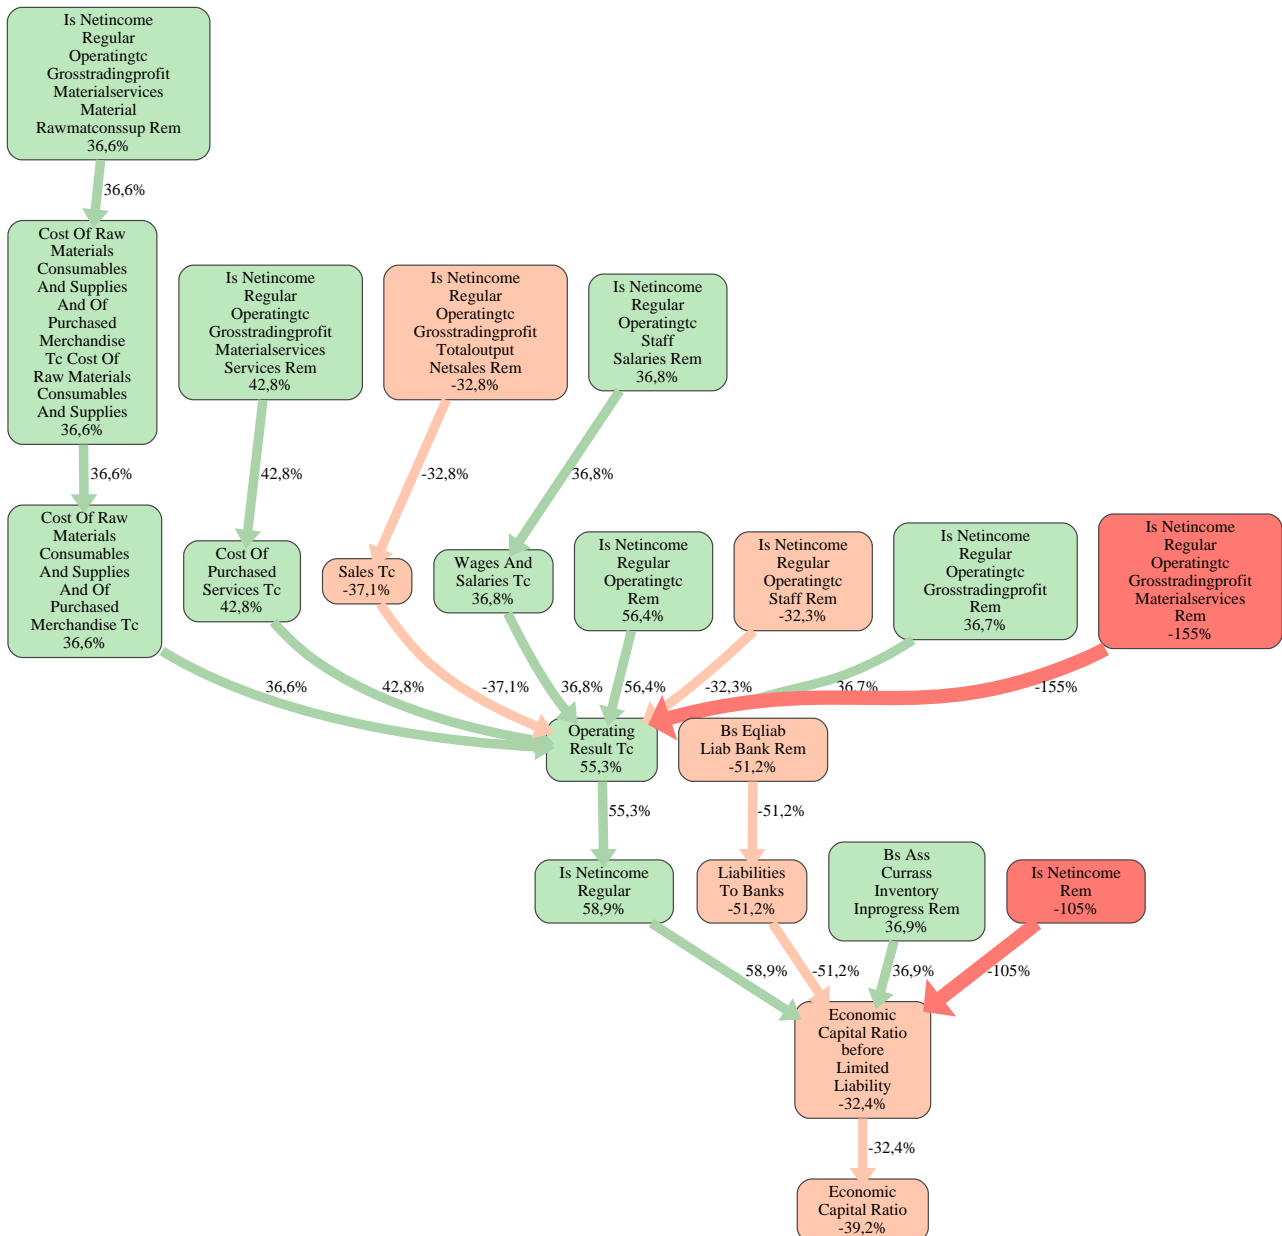 Is Netincome
Regular
Operatingtc
Grosstradingprofit
Materialservices
Material
Rawmatconssup Rem
36,6%
36,6%
Cost Of Raw
Materials
Consumables
And Supplies
And Of
Purchased
Merchandise
Tc Cost Of
Raw Materials
Consumables
And Supplies
36,6%
Is Netincome
Regular
Operatingtc
Grosstradingprofit
Materialservices
Services Rem
42,8%
Is Netincome
Regular
Operatingtc
Grosstradingprofit
Totaloutput
Netsales Rem
-32,8%
Is Netincome
Regular
Operatingtc
Staff
Salaries Rem
36,8%
36,6%
42,8%
-32,8%
36,8%
Cost Of Raw
Materials
Consumables
And Supplies
And Of
Purchased
Merchandise Tc
36,6%
Cost Of
Purchased
Services Tc
42,8%
Sales Tc
-37,1%
Wages And
Salaries Tc
36,8%
Is Netincome
Regular
Operatingtc
Rem
56,4%
Is Netincome
Regular
Operatingtc
Staff Rem
-32,3%
Is Netincome
Regular
Operatingtc
Grosstradingprofit
Rem
36,7%
Is Netincome
Regular
Operatingtc
Grosstradingprofit
Materialservices
Rem
-155%
36,6%
42,8%
-37,1%
36,8%
56,4%
-32,3%
36,7%
-155%
Operating
Result Tc
55,3%
Bs Eqliab
Liab Bank Rem
-51,2%
55,3%
-51,2%
Is Netincome
Regular
58,9%
Liabilities
To Banks
-51,2%
Bs Ass
Currass
Inventory
Inprogress Rem
36,9%
Is Netincome
Rem
-105%
58,9%
-51,2%
36,9%
-105%
Economic
Capital Ratio
before
Limited
Liability
-32,4%
-32,4%
Economic
Capital Ratio
-39,2%